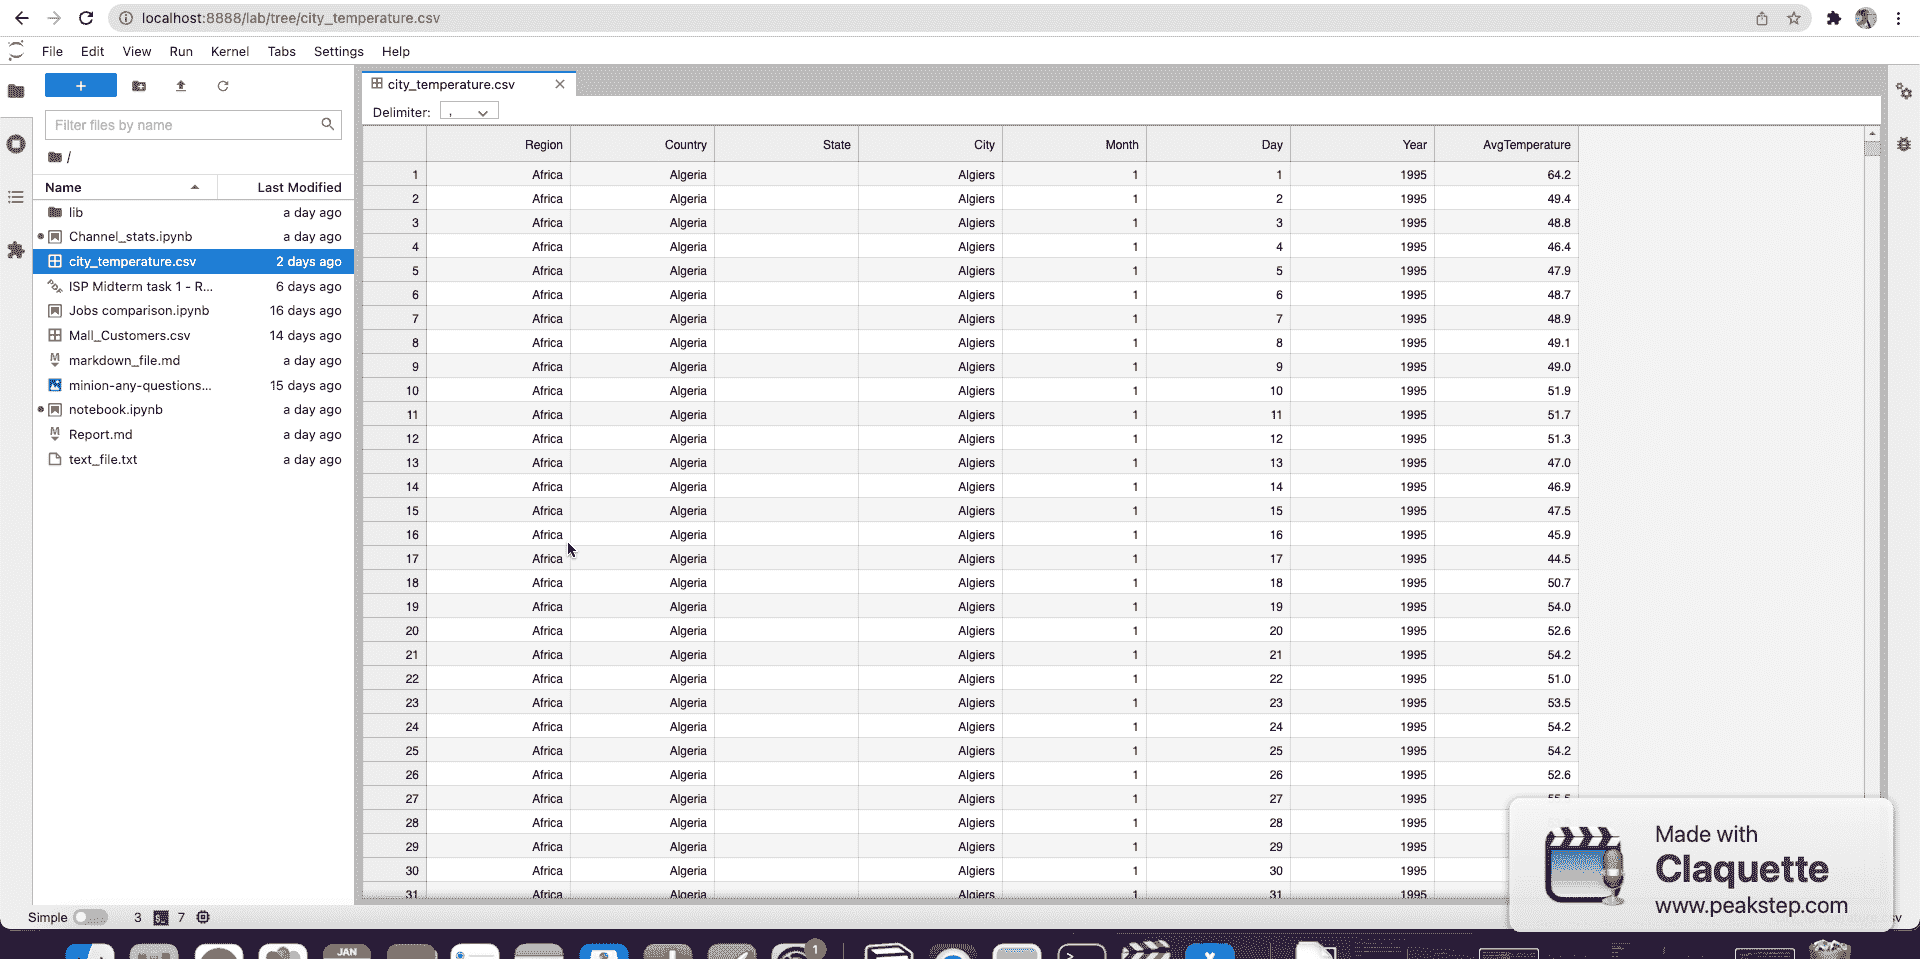 localhost:8888/lab/tree/city_temperature.csv
File Edit View Run Kernel Tabs Settings Help
+
city_temperature.csv
Filter files by name
Delimiter: ,
/
Name Last Modified
lib a day ago
Channel_stats.ipynb a day ago
city_temperature.csv 2 days ago
ISP Midterm task 1 - R... 6 days ago
Jobs comparison.ipynb 16 days ago
Mall_Customers.csv 14 days ago
markdown_file.md a day ago
minion-any-questions... 15 days ago
notebook.ipynb a day ago
Report.md a day ago
text_file.txt a day ago
Region Country State City Month Day Year AvgTemperature
1 Africa Algeria Algiers 1 1 1995 64.2
2 Africa Algeria Algiers 1 2 1995 49.4
3 Africa Algeria Algiers 1 3 1995 48.8
4 Africa Algeria Algiers 1 4 1995 46.4
5 Africa Algeria Algiers 1 5 1995 47.9
6 Africa Algeria Algiers 1 6 1995 48.7
7 Africa Algeria Algiers 1 7 1995 48.9
8 Africa Algeria Algiers 1 8 1995 49.1
9 Africa Algeria Algiers 1 9 1995 49.0
10 Africa Algeria Algiers 1 10 1995 51.9
11 Africa Algeria Algiers 1 11 1995 51.7
12 Africa Algeria Algiers 1 12 1995 51.3
13 Africa Algeria Algiers 1 13 1995 47.0
14 Africa Algeria Algiers 1 14 1995 46.9
15 Africa Algeria Algiers 1 15 1995 47.5
16 Africa Algeria Algiers 1 16 1995 45.9
17 Africa Algeria Algiers 1 17 1995 44.5
18 Africa Algeria Algiers 1 18 1995 50.7
19 Africa Algeria Algiers 1 19 1995 54.0
20 Africa Algeria Algiers 1 20 1995 52.6
21 Africa Algeria Algiers 1 21 1995 54.2
22 Africa Algeria Algiers 1 22 1995 51.0
23 Africa Algeria Algiers 1 23 1995 53.5
24 Africa Algeria Algiers 1 24 1995 54.2
25 Africa Algeria Algiers 1 25 1995 54.2
26 Africa Algeria Algiers 1 26 1995 52.6
27 Africa Algeria Algiers 1 27 1995
28 Africa Algeria Algiers 1 28 1995
29 Africa Algeria Algiers 1 29 1995
30 Africa Algeria Algiers 1 30 1995
31 Africa Algeria Algiers 1 31 1995
Made with
Claquette
www.peakstep.com
Simple 3 7
JAN
1